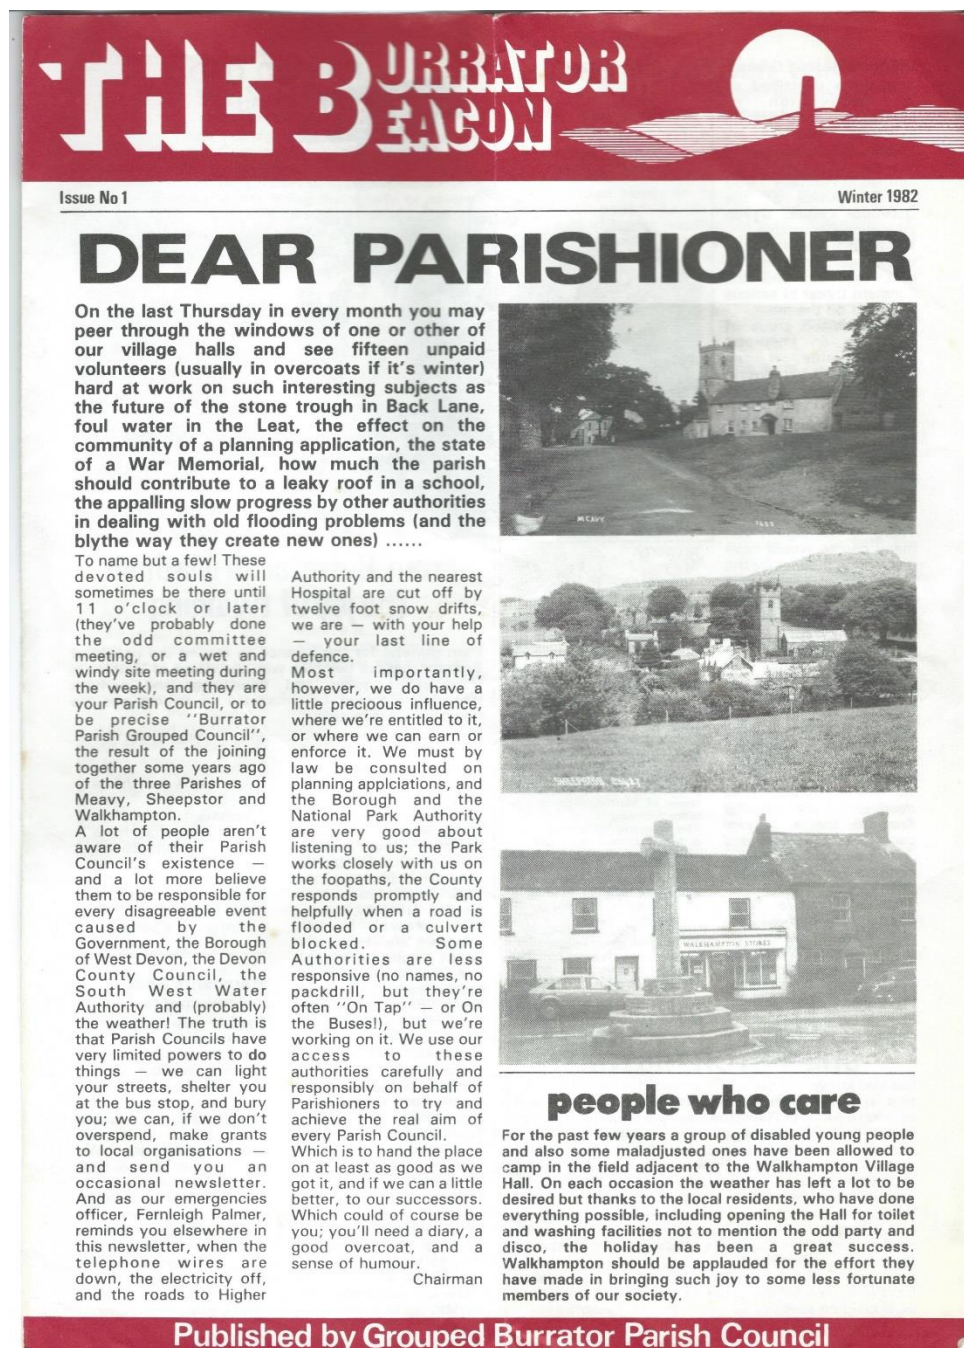 THE BURRATOR
BEACON
Issue No 1
Winter 1982
DEAR PARISHIONER
On the last Thursday in every month you may
peer through the windows of one or other of
our village halls and see fifteen unpaid
volunteers (usually in overcoats if it's winter)
hard at work on such interesting subjects as
the future of the stone trough in Back Lane,
foul water in the Leat, the effect on the
community of a planning application, the state
of a War Memorial, how much the parish
should contribute to a leaky roof in a school,
the appalling slow progress by other authorities
in dealing with old flooding problems (and the
blythe way they create new ones) ......
To name but a few! These
devoted souls will
sometimes be there until
11 o'clock or later
(they've probably done
the odd committee
meeting, or a wet and
windy site meeting during
the week), and they are
your Parish Council, or to
be precise "Burrator
Parish Grouped Council",
the result of the joining
together some years ago
of the three Parishes of
Meavy, Sheepstor and
Walkhampton.
A lot of people aren't
aware of their Parish
Council's existence —
and a lot more believe
them to be responsible for
every disagreeable event
caused by the
Government, the Borough
of West Devon, the Devon
County Council, the
South West Water
Authority and (probably)
the weather! The truth is
that Parish Councils have
very limited powers to do
things — we can light
your streets, shelter you
at the bus stop, and bury
you; we can, if we don't
overspend, make grants
to local organisations —
and send you an
occasional newsletter.
And as our emergencies
officer, Fernleigh Palmer,
reminds you elsewhere in
this newsletter, when the
telephone wires are
down, the electricity off,
and the roads to Higher
Authority and the nearest
Hospital are cut off by
twelve foot snow drifts,
we are — with your help
— your last line of
defence.
Most importantly,
however, we do have a
little precioous influence,
where we're entitled to it,
or where we can earn or
enforce it. We must by
law be consulted on
planning applciations, and
the Borough and the
National Park Authority
are very good about
listening to us; the Park
works closely with us on
the foopaths, the County
responds promptly and
helpfully when a road is
flooded or a culvert
blocked. Some
Authorities are less
responsive (no names, no
packdrill, but they're
often "On Tap" — or On
the Buses!), but we're
working on it. We use our
access to these
authorities carefully and
responsibly on behalf of
Parishioners to try and
achieve the real aim of
every Parish Council.
Which is to hand the place
on at least as good as we
got it, and if we can a little
better, to our successors.
Which could of course be
you; you'll need a diary, a
good overcoat, and a
sense of humour.
Chairman
MEAVY
SHEEPSTOR
WALKHAMPTON STORES
people who care
For the past few years a group of disabled young people
and also some maladjusted ones have been allowed to
camp in the field adjacent to the Walkhampton Village
Hall. On each occasion the weather has left a lot to be
desired but thanks to the local residents, who have done
everything possible, including opening the Hall for toilet
and washing facilities not to mention the odd party and
disco, the holiday has been a great success.
Walkhampton should be applauded for the effort they
have made in bringing such joy to some less fortunate
members of our society.
Published by Grouped Burrator Parish Council